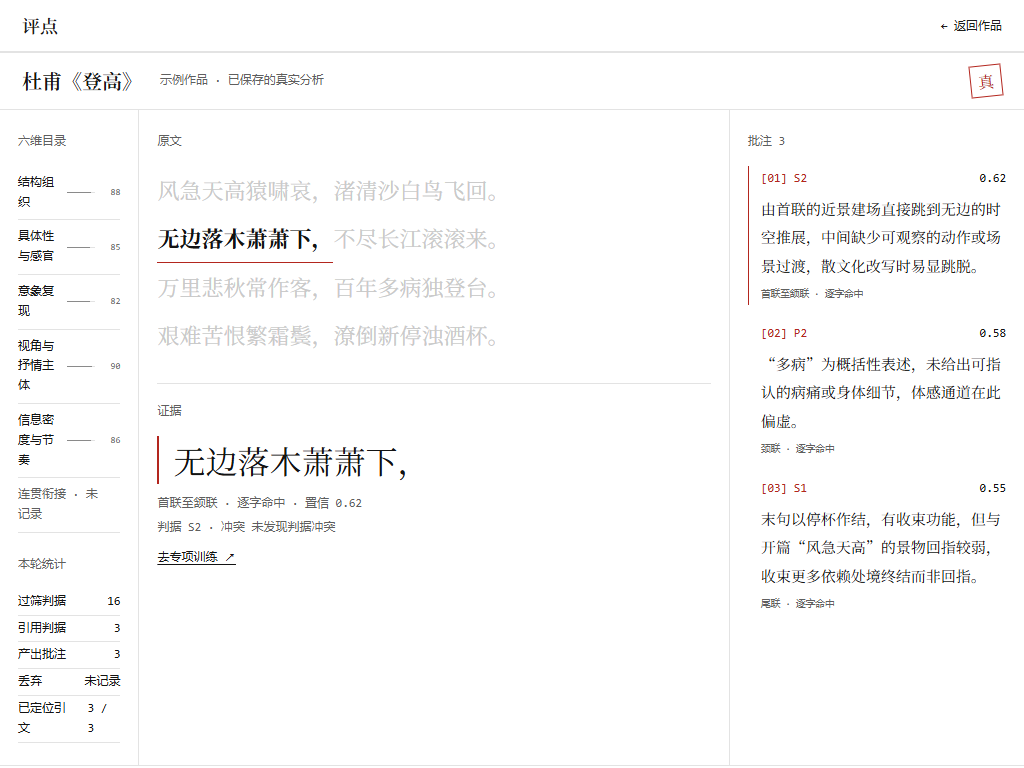 评点
← 返回作品
杜甫《登高》
示例作品 · 已保存的真实分析
真
六维目录
结构组
织
88
具体性
与感官
85
意象复
现
82
视角与
抒情主
体
90
信息密
度与节
奏
86
连贯衔接 · 未
记录
本轮统计
过筛判据 16
引用判据 3
产出批注 3
丢弃 未记录
已定位引
文
3 /
3
原文
风急天高猿啸哀，渚清沙白鸟飞回。
无边落木萧萧下，不尽长江滚滚来。
万里悲秋常作客，百年多病独登台。
艰难苦恨繁霜鬓，潦倒新停浊酒杯。
证据
无边落木萧萧下，
首联至颔联 · 逐字命中 · 置信 0.62
判据 S2 · 冲突 未发现判据冲突
去专项训练 ↗
批注 3
[01] S2 0.62
由首联的近景建场直接跳到无边的时
空推展，中间缺少可观察的动作或场
景过渡，散文化改写时易显跳脱。
首联至颔联 · 逐字命中
[02] P2 0.58
“多病”为概括性表述，未给出可指
认的病痛或身体细节，体感通道在此
偏虚。
颈联 · 逐字命中
[03] S1 0.55
末句以停杯作结，有收束功能，但与
开篇“风急天高”的景物回指较弱，
收束更多依赖处境终结而非回指。
尾联 · 逐字命中